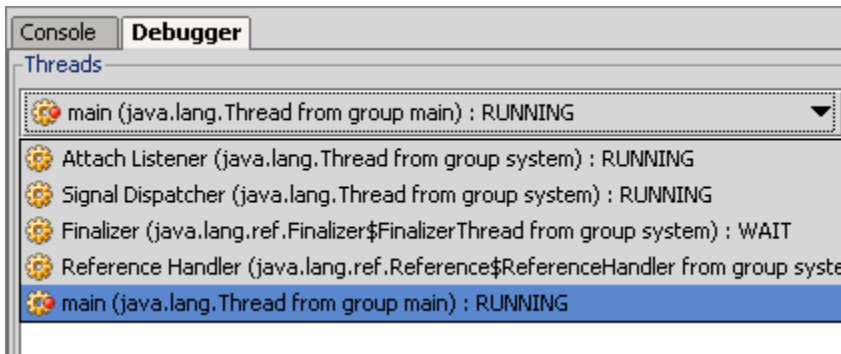 Console Debugger
Threads
main (java.lang.Thread from group main) : RUNNING
Attach Listener (java.lang.Thread from group system) : RUNNING
Signal Dispatcher (java.lang.Thread from group system) : RUNNING
Finalizer (java.lang.ref.Finalizer$FinalizerThread from group system) : WAIT
Reference Handler (java.lang.ref.Reference$ReferenceHandler from group syste
main (java.lang.Thread from group main) : RUNNING